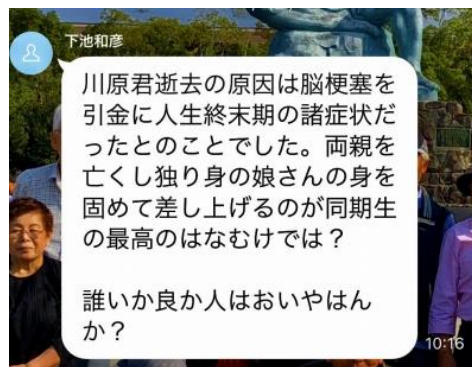 下池和彦
川原君逝去の原因は脳梗塞を
引金に人生終末期の諸症状だ
ったとのことでした。両親を
亡くし独り身の娘さんの身を
固めて差し上げるのが同期生
の最高のはなむけでは？
誰いか良か人はおいやはん
か？
10:16